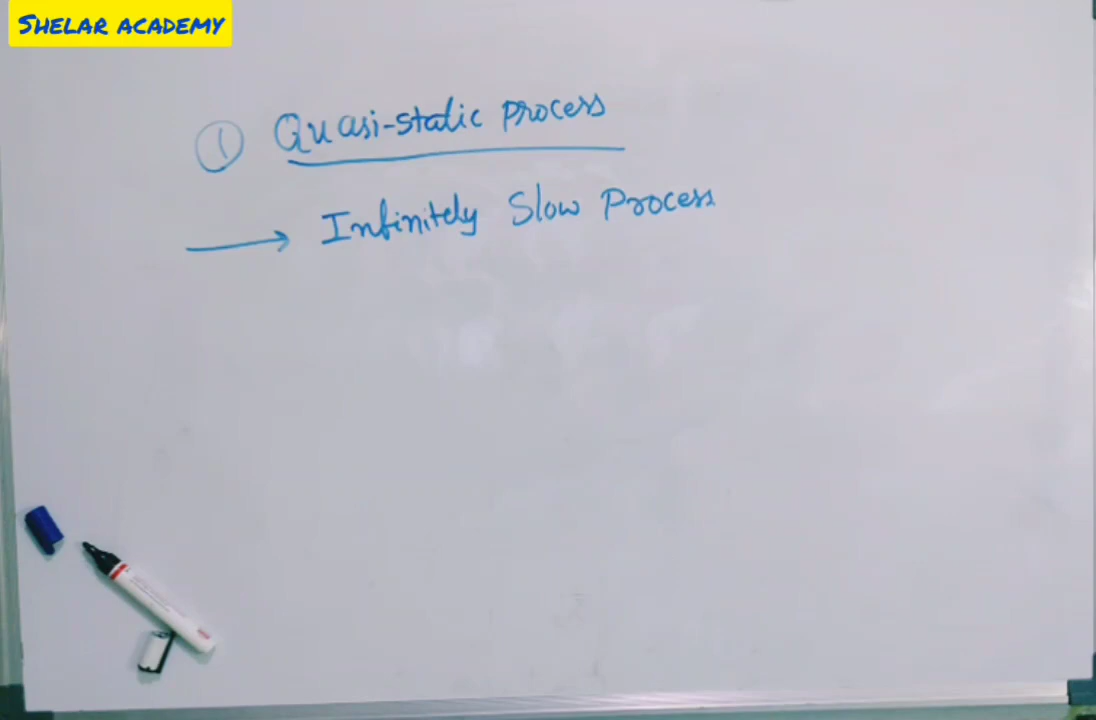 SHELAR ACADEMY
① Quasi-static process
→ Infinitely Slow Process